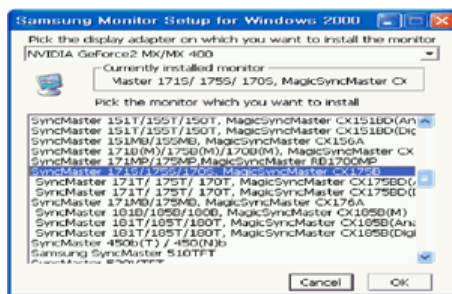 Samsung Monitor Setup for Windows 2000
Pick the display adapter on which you want to install the monitor
NVIDIA GeForce2 MX/MX 400
Currently installed monitor
Master 171S/ 175S/ 170S, MagicSyncMaster CX
Pick the monitor which you want to install
SyncMaster 151T/155T/150T, MagicSyncMaster CX151BD(An
SyncMaster 151T/155T/150T, MagicSyncMaster CX151BD(Dig
SyncMaster 151MB/155MB, MagicSyncMaster CX156A
SyncMaster 171B(M)/175B(M)/170B(M), MagicSyncMaster CX
SyncMaster 171MP/175MP,MagicSyncMaster RB1700MP
SyncMaster 171S/175S/170S, MagicSyncMaster CX175B
SyncMaster 171T/ 175T/ 170T, MagicSyncMaster CX175BD(
SyncMaster 171T/ 175T/ 170T, MagicSyncMaster CX175BD(
SyncMaster 171MB/175MB, MagicSyncMaster CX176A
SyncMaster 181B/185B/180B, MagicSyncMaster CX185B(M)
SyncMaster 181T/185T/180T, MagicSyncMaster CX185B(Ana
SyncMaster 181T/185T/180T, MagicSyncMaster CX185B(Digi
SyncMaster 450b(T) / 450(N)b
Samsung SyncMaster 510TFT
Cancel
OK